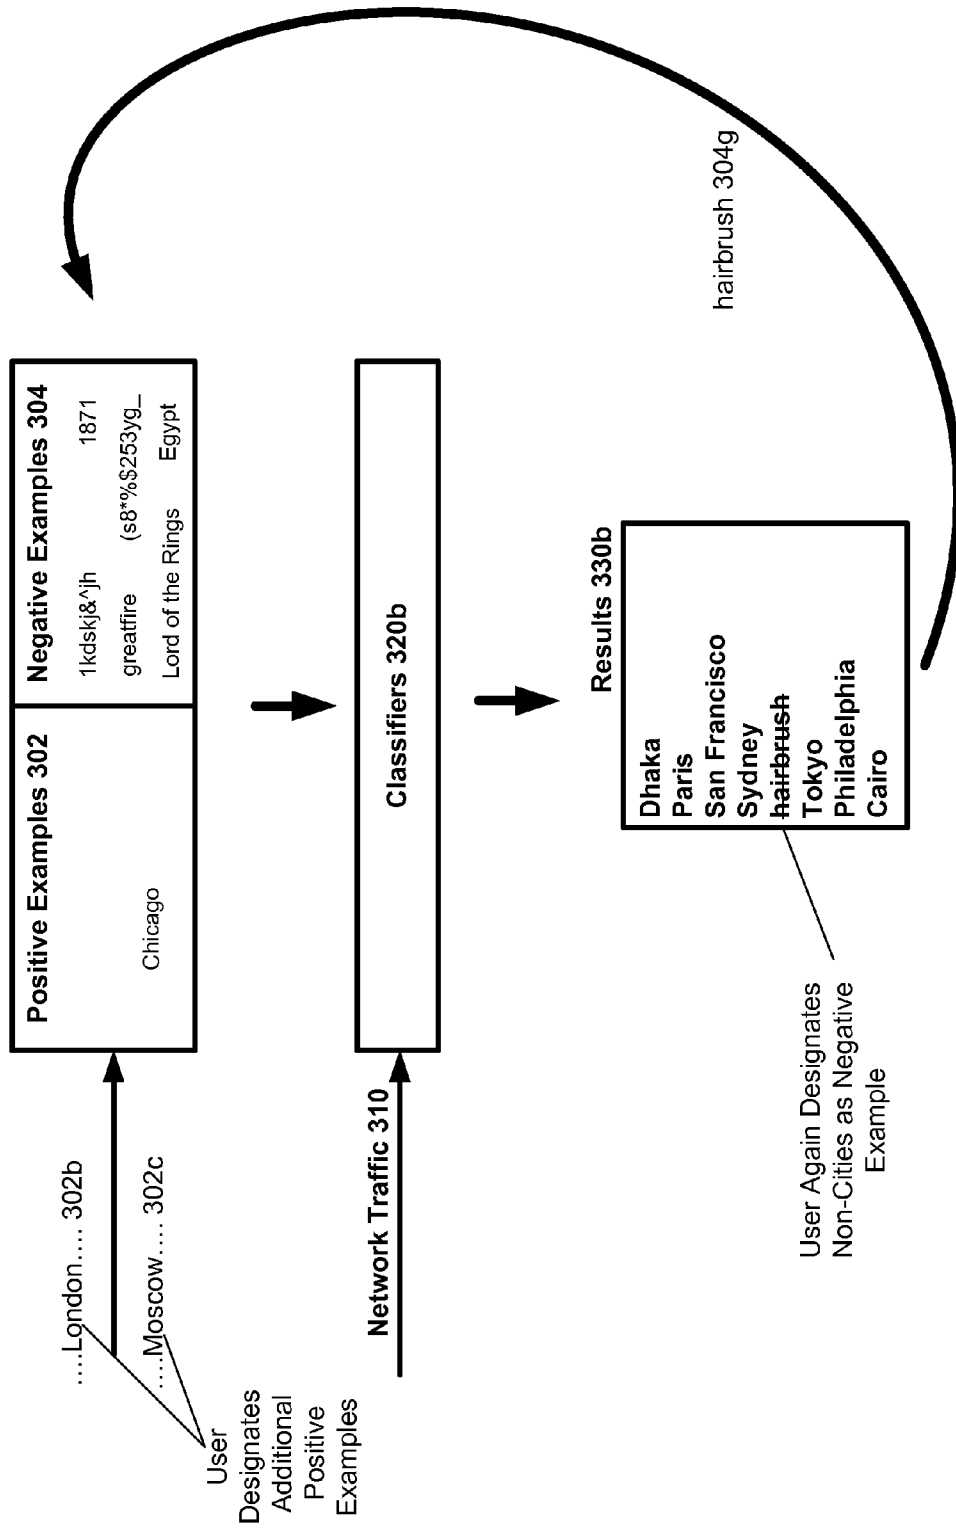 ....London.... 302b
....Moscow.... 302c
User
Designates
Additional
Positive
Examples
Positive Examples 302
Chicago
Negative Examples 304
1kdskj&^jh 1871
greatfire (s8*%$253yg_
Lord of the Rings Egypt
Network Traffic 310
Classifiers 320b
Results 330b
Dhaka
Paris
San Francisco
Sydney
hairbrush
Tokyo
Philadelphia
Cairo
hairbrush 304g
User Again Designates
Non-Cities as Negative
Example